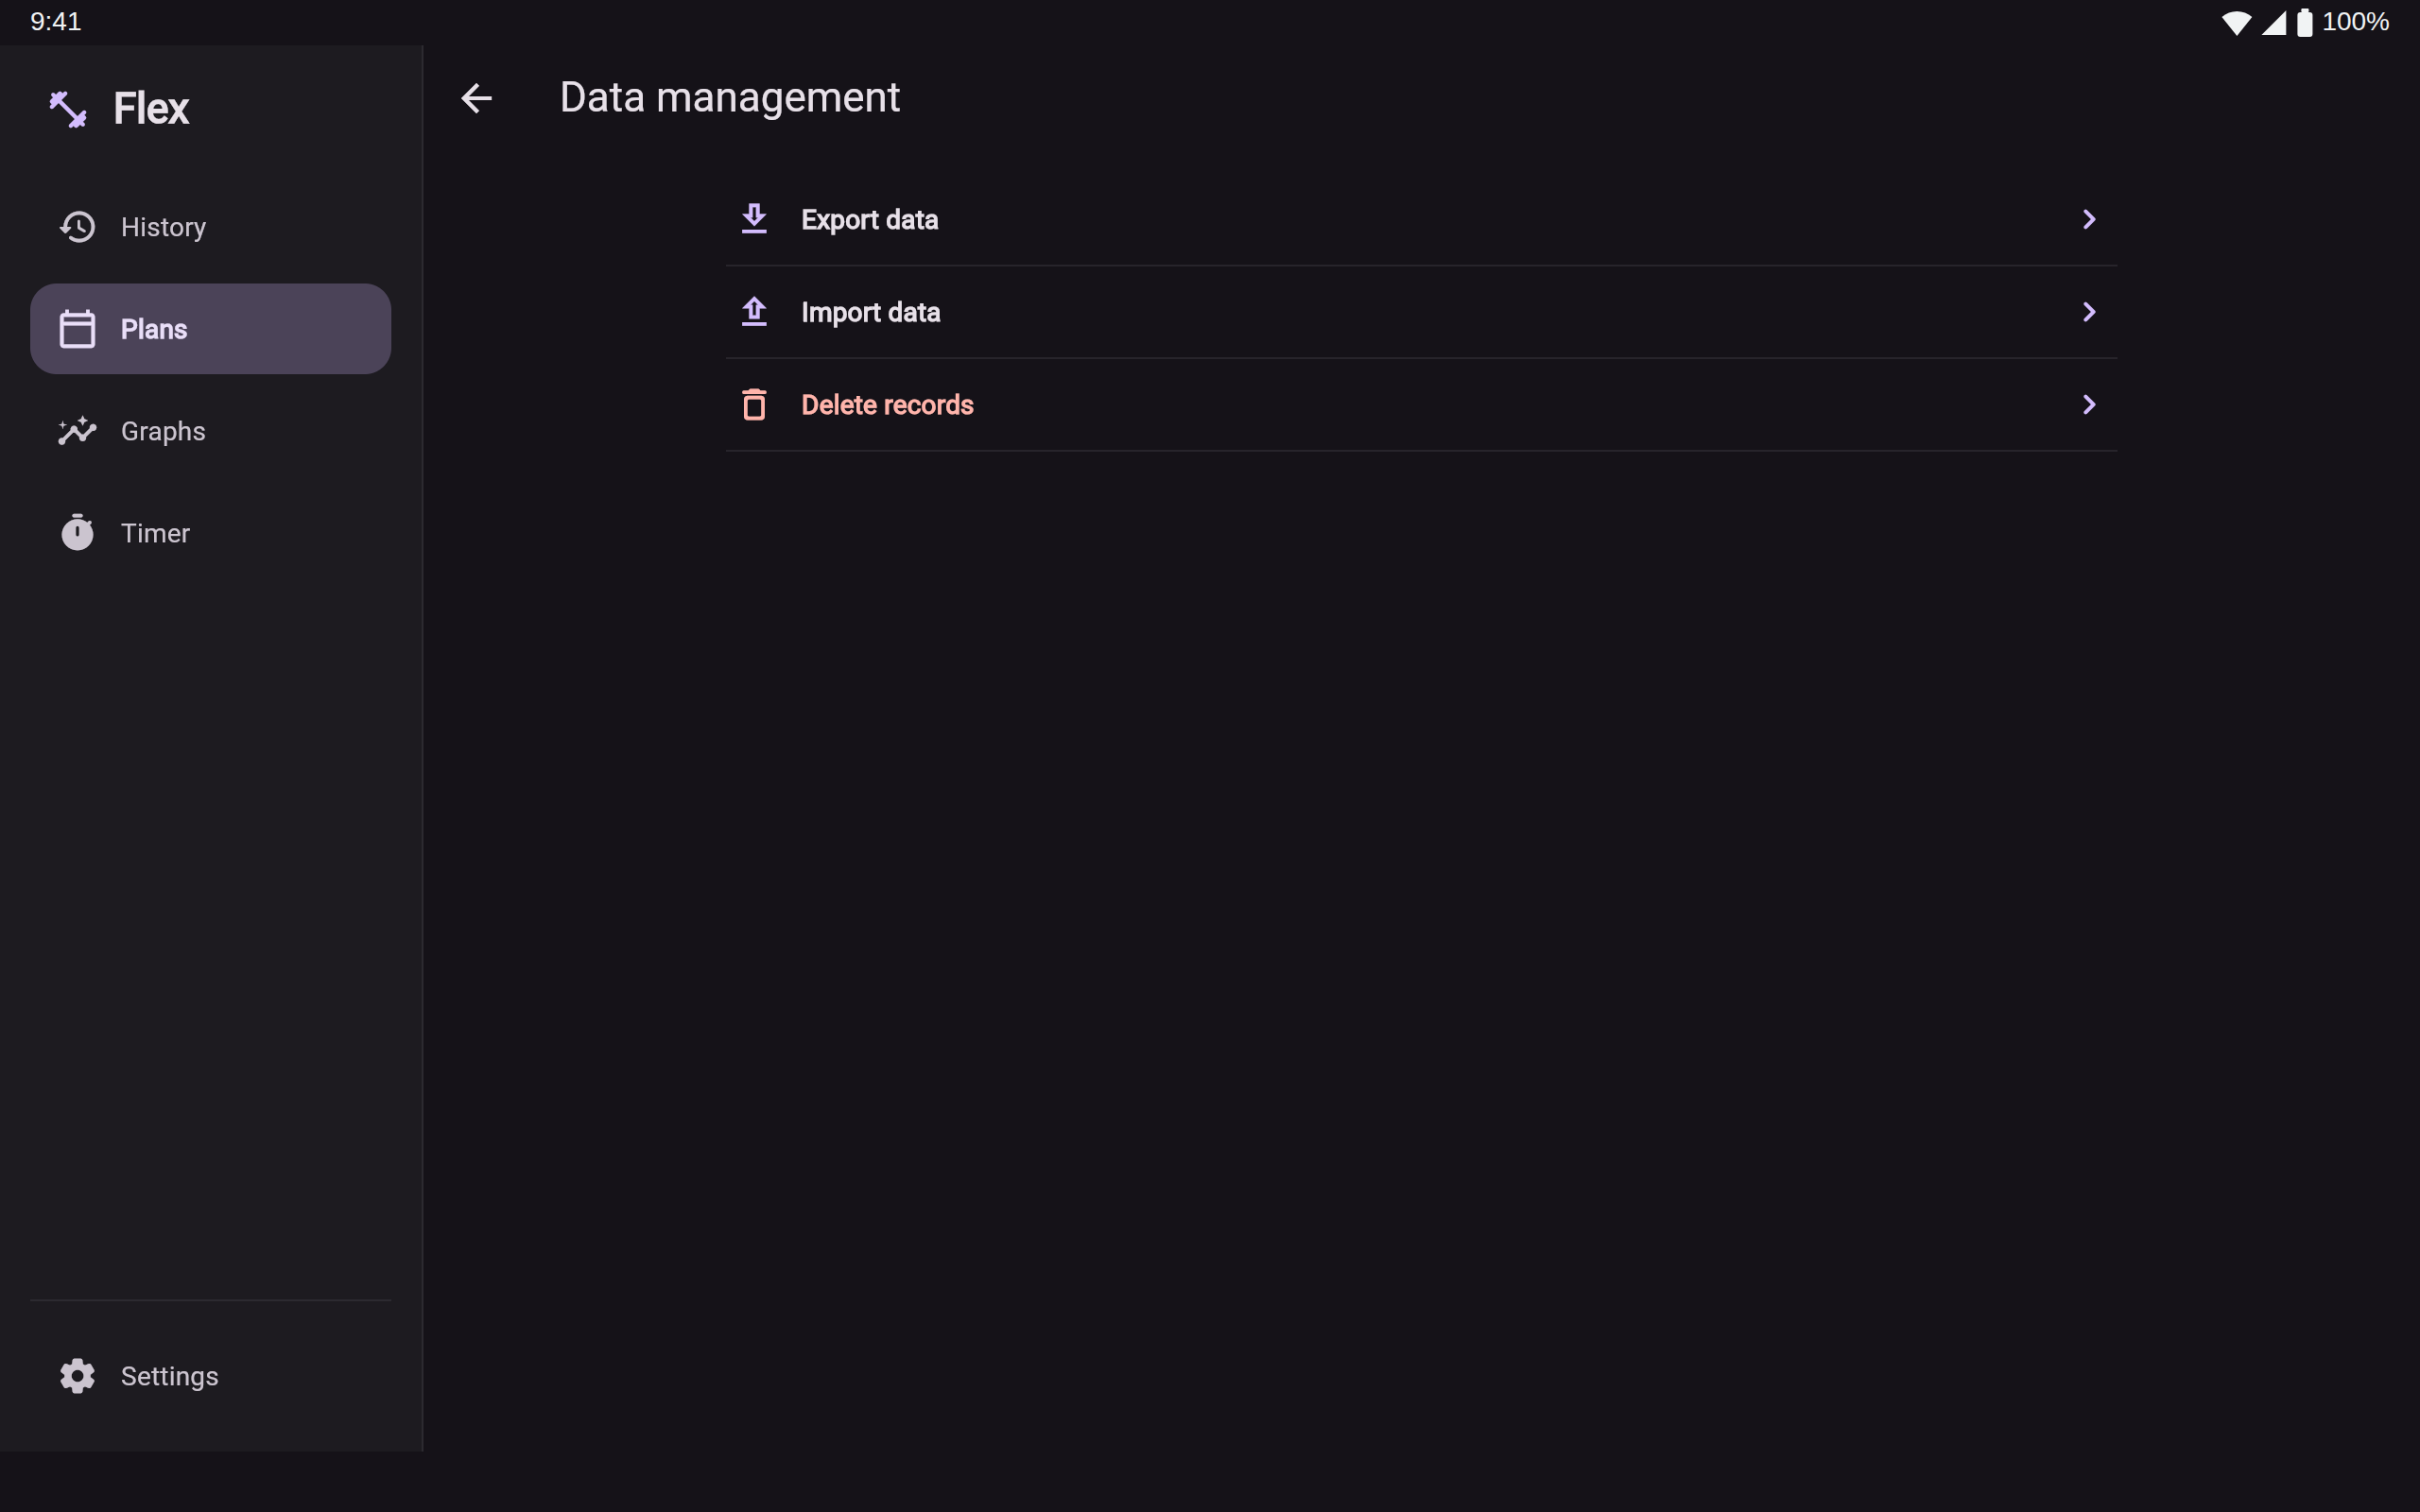 9:41
100%
Flex
Data management
History
Plans
Graphs
Timer
Export data
Import data
Delete records
Settings